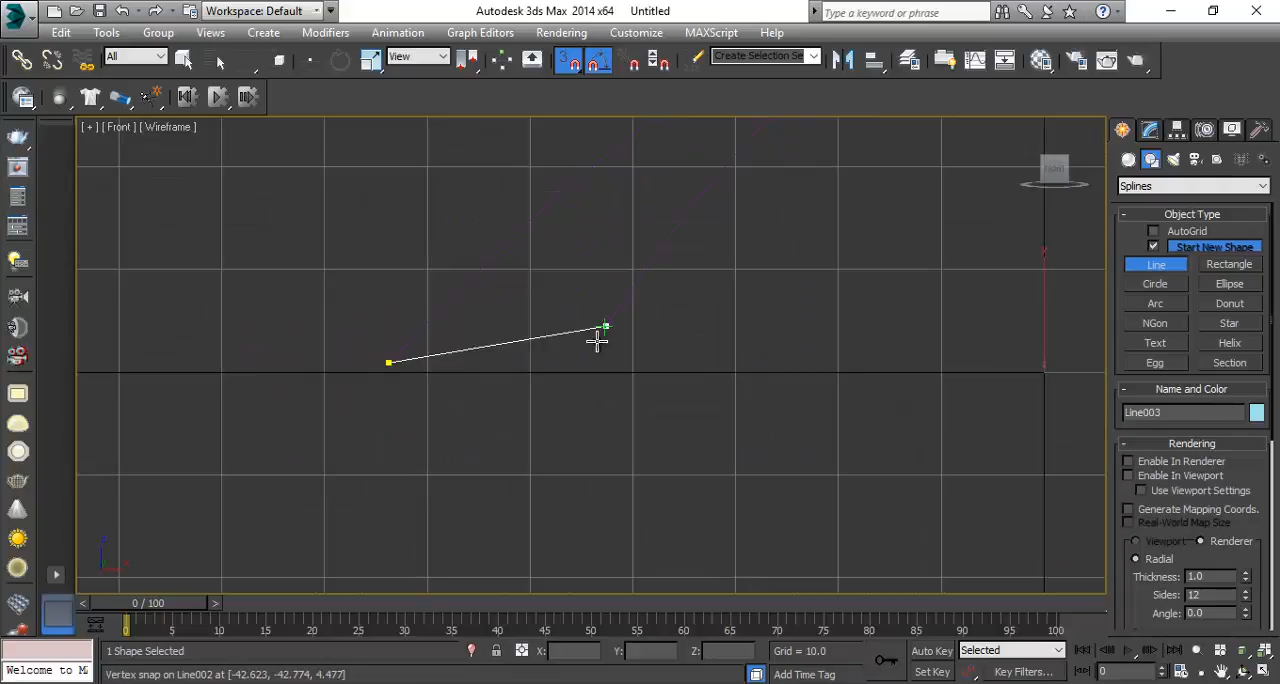 Workspace: Default
Autodesk 3ds Max 2014 x64 Untitled
Type a keyword or phrase
Edit Tools Group Views Create Modifiers Animation Graph Editors Rendering Customize MAXScript Help
All
View
3
Create Selection Se
[ + ] [ Front ] [ Wireframe ]
FRONT
Splines
- Object Type
AutoGrid
Start New Shape
Line Rectangle
Circle Ellipse
Arc Donut
NGon Star
Text Helix
Egg Section
- Name and Color
Line003
- Rendering
Enable In Renderer
Enable In Viewport
Use Viewport Settings
Generate Mapping Coords.
Real-World Map Size
Viewport Renderer
Radial
Thickness: 1.0
Sides: 12
Angle: 0.0
< 0 / 100 >
0 5 10 15 20 25 30 35 40 45 50 55 60 65 70 75 80 85 90 95 100
1 Shape Selected X: Y: Z: Grid = 10.0 Auto Key Selected
Welcome to M Vertex snap on Line002 at [-42.623, -42.774, 4.477] Add Time Tag Set Key Key Filters... 0